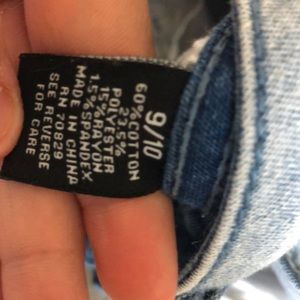 9/10
60%COTTON
23.5%
POLYESTER
15%RAYON
1.5%SPANDEX
MADE IN CHINA
RN 70829
SEE REVERSE
FOR CARE